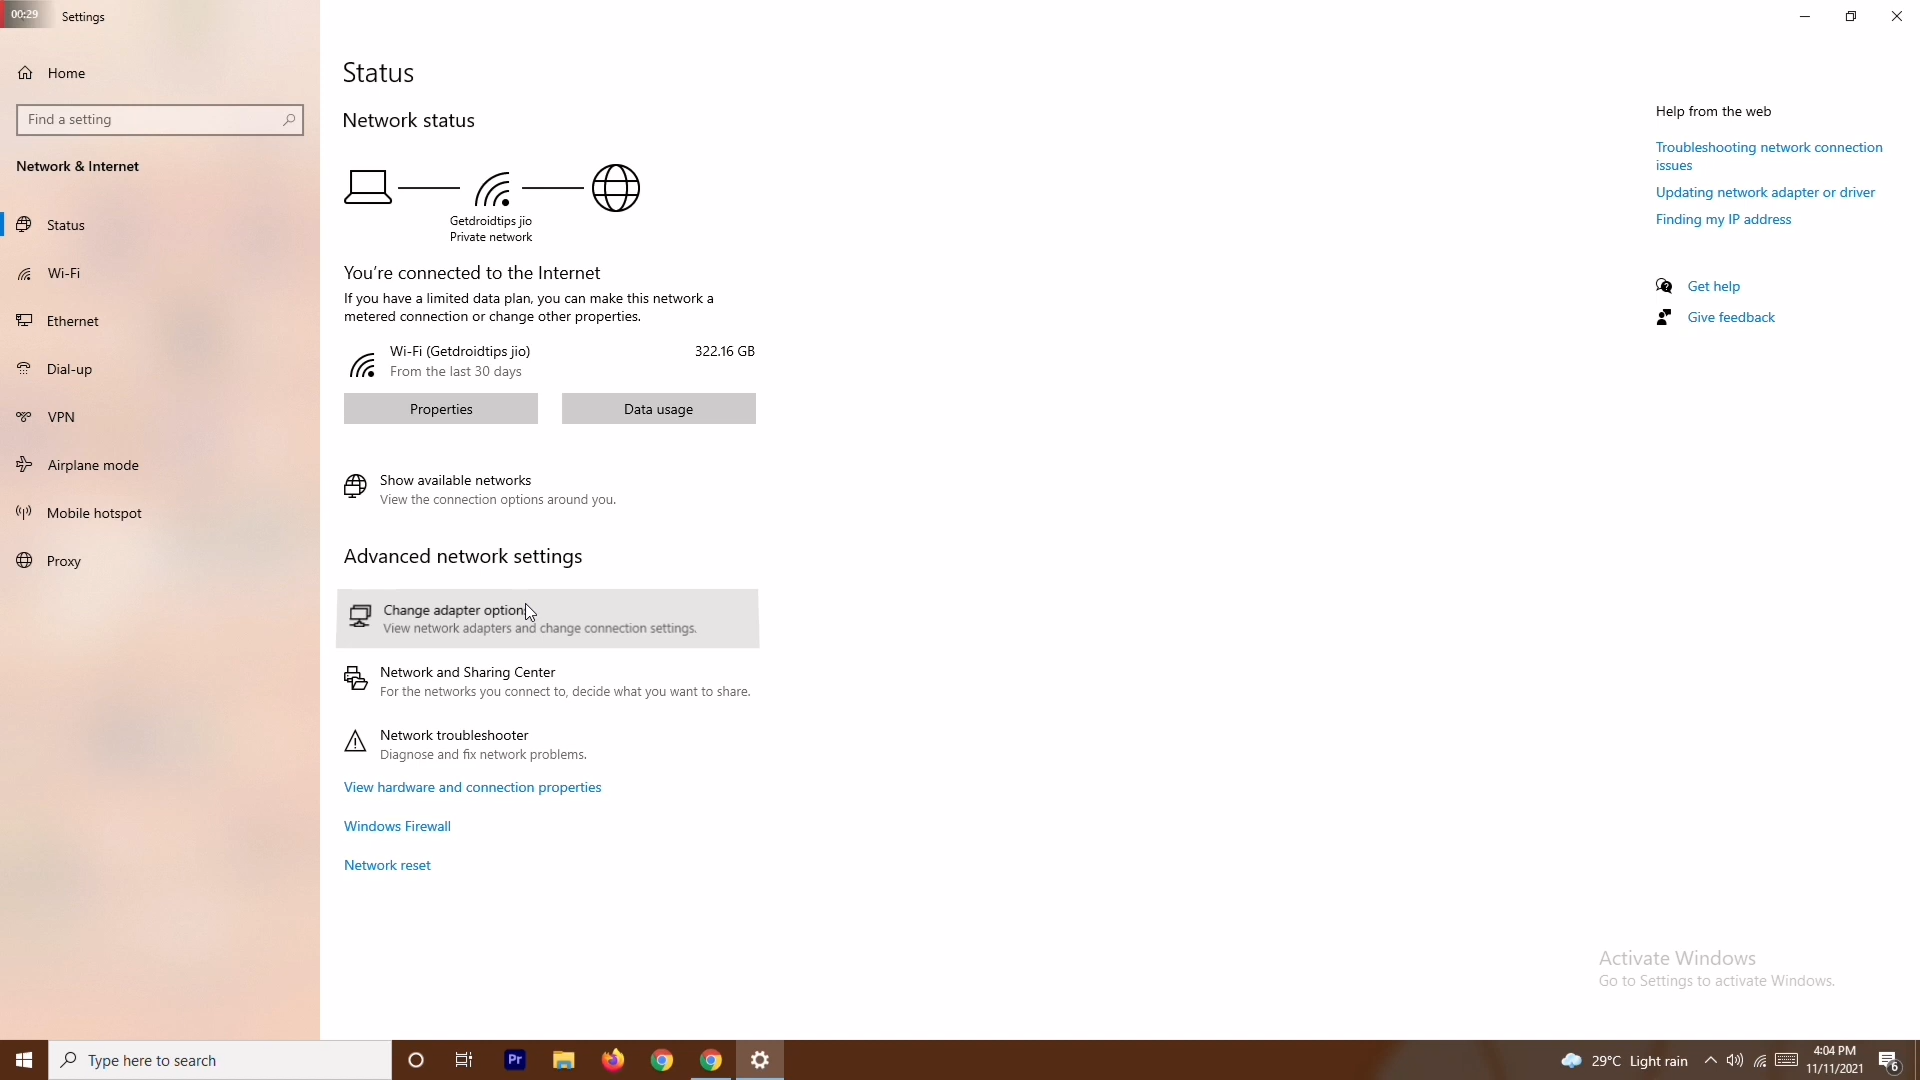 00:29
Settings
Home
Find a setting
Network & Internet
Status
Wi-Fi
Ethernet
Dial-up
VPN
Airplane mode
Mobile hotspot
Proxy
Status
Network status
Getdroidtips jio
Private network
You're connected to the Internet
If you have a limited data plan, you can make this network a
metered connection or change other properties.
Wi-Fi (Getdroidtips jio)
322.16 GB
From the last 30 days
Properties
Data usage
Show available networks
View the connection options around you.
Advanced network settings
Change adapter options
View network adapters and change connection settings.
Network and Sharing Center
For the networks you connect to, decide what you want to share.
Network troubleshooter
Diagnose and fix network problems.
View hardware and connection properties
Windows Firewall
Network reset
Help from the web
Troubleshooting network connection
issues
Updating network adapter or driver
Finding my IP address
Get help
Give feedback
Activate Windows
Go to Settings to activate Windows.
Type here to search
Pr
29°C Light rain
4:04 PM
11/11/2021
6